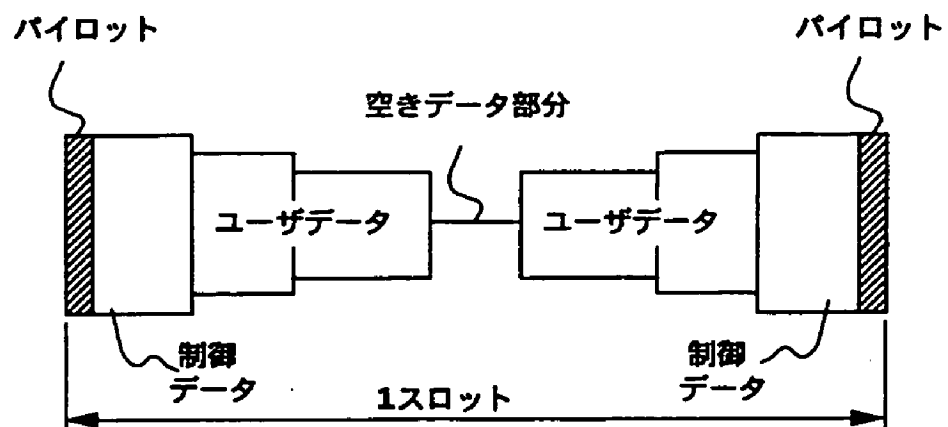 パイロット
パイロット
空きデータ部分
ユーザデータ
ユーザデータ
制御
データ
制御
データ
1スロット